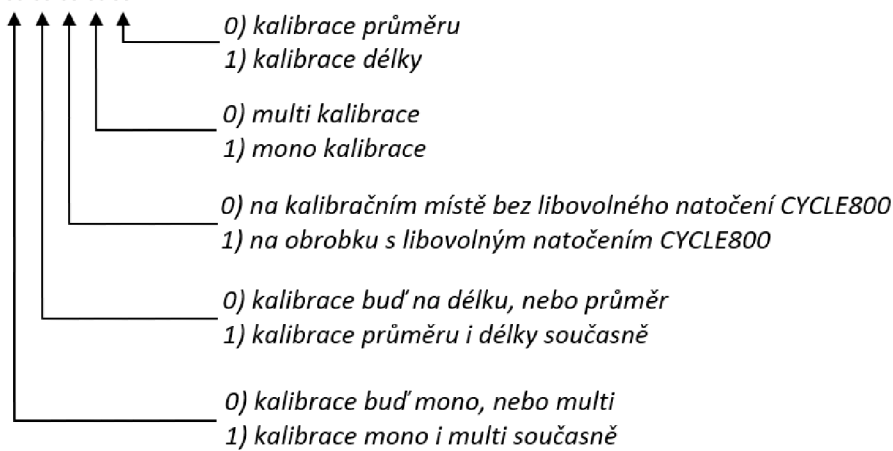 0) kalibrace průměru
1) kalibrace délky
0) multi kalibrace
1) mono kalibrace
0) na kalibračním místě bez libovolného natočení CYCLE800
1) na obrobku s libovolným natočením CYCLE800
0) kalibrace buď na délku, nebo průměr
1) kalibrace průměru i délky současně
0) kalibrace buď mono, nebo multi
1) kalibrace mono i multi současně